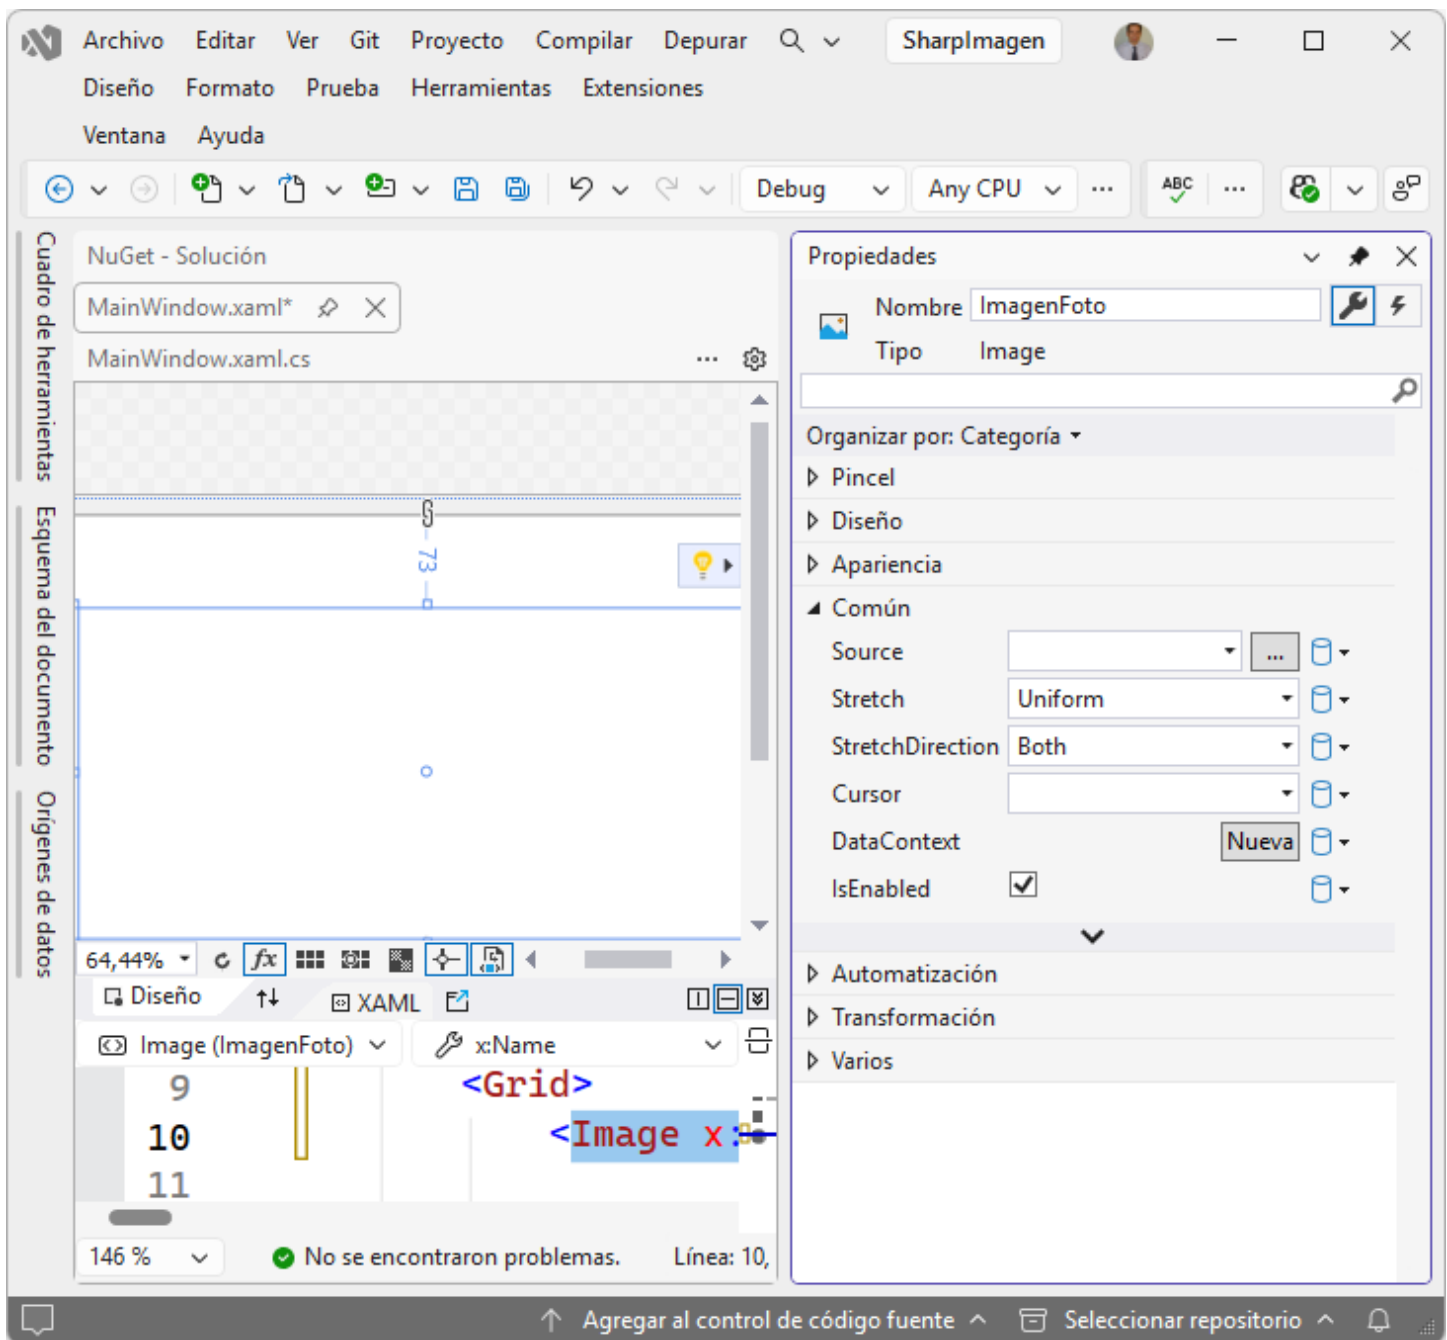 Archivo Editar Ver Git Proyecto Compilar Depurar SharpImagen
Diseño Formato Prueba Herramientas Extensiones
Ventana Ayuda
Debug Any CPU ... ABC ...
Cuadro de herramientas
Esquema del documento
Orígenes de datos
NuGet - Solución
MainWindow.xaml*
MainWindow.xaml.cs ...
73
64,44% fx
Diseño XAML
Image (ImagenFoto) x:Name
9 <Grid>
10 <Image x:
11
146 % No se encontraron problemas. Línea: 10,
Propiedades
Nombre ImagenFoto
Tipo Image
Organizar por: Categoría
Pincel
Diseño
Apariencia
Común
Source ...
Stretch Uniform
StretchDirection Both
Cursor
DataContext Nueva
IsEnabled
Automatización
Transformación
Varios
Agregar al control de código fuente Seleccionar repositorio